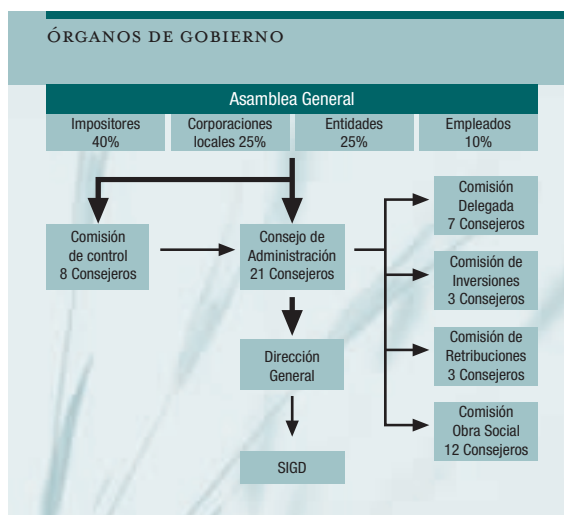 ÓRGANOS DE GOBIERNO
Asamblea General
Impositores
40%
Corporaciones
locales 25%
Entidades
25%
Empleados
10%
Comisión
de control
8 Consejeros
Consejo de
Administración
21 Consejeros
Comisión
Delegada
7 Consejeros
Comisión de
Inversiones
3 Consejeros
Dirección
General
Comisión de
Retribuciones
3 Consejeros
Comisión
Obra Social
12 Consejeros
SIGD